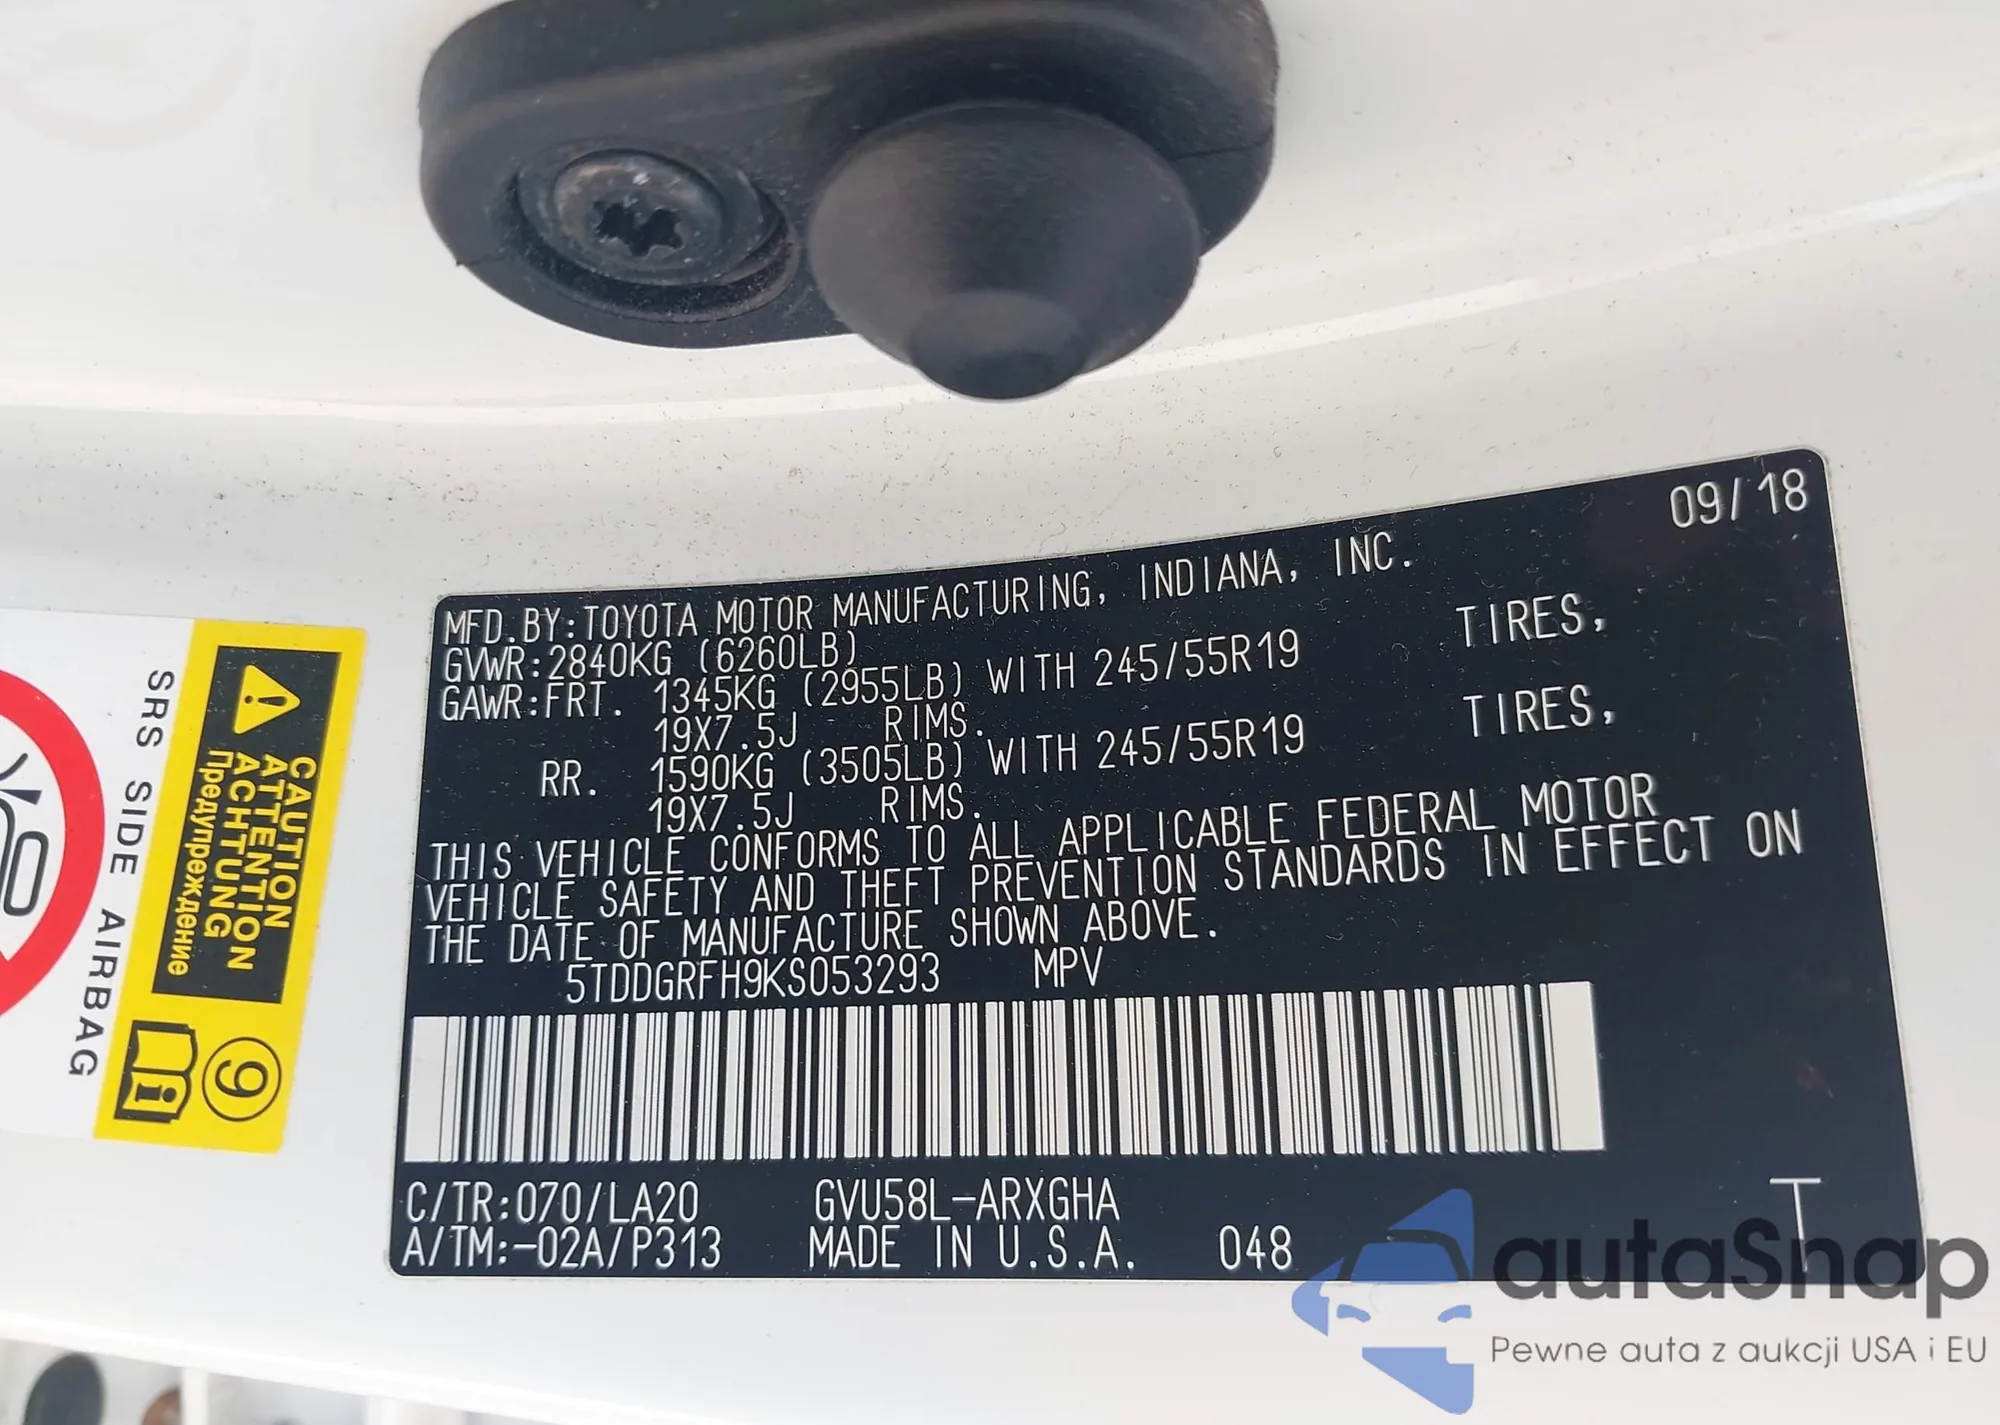 09/18
MFD.BY:TOYOTA MOTOR MANUFACTURING, INDIANA, INC.
GVWR:2840KG (6260LB)
GAWR:FRT. 1345KG (2955LB) WITH 245/55R19 TIRES,
19X7.5J RIMS.
RR. 1590KG (3505LB) WITH 245/55R19 TIRES,
19X7.5J RIMS.
THIS VEHICLE CONFORMS TO ALL APPLICABLE FEDERAL MOTOR
VEHICLE SAFETY AND THEFT PREVENTION STANDARDS IN EFFECT ON
THE DATE OF MANUFACTURE SHOWN ABOVE.
5TDDGRFH9KS053293 MPV
C/TR:070/LA20 GVU58L-ARXGHA T
A/TM:-02A/P313 MADE IN U.S.A. 048
CAUTION
ATTENTION
ACHTUNG
Предупреждение
9
i
SRS SIDE AIRBAG
autaSnap
Pewne auta z aukcji USA i EU